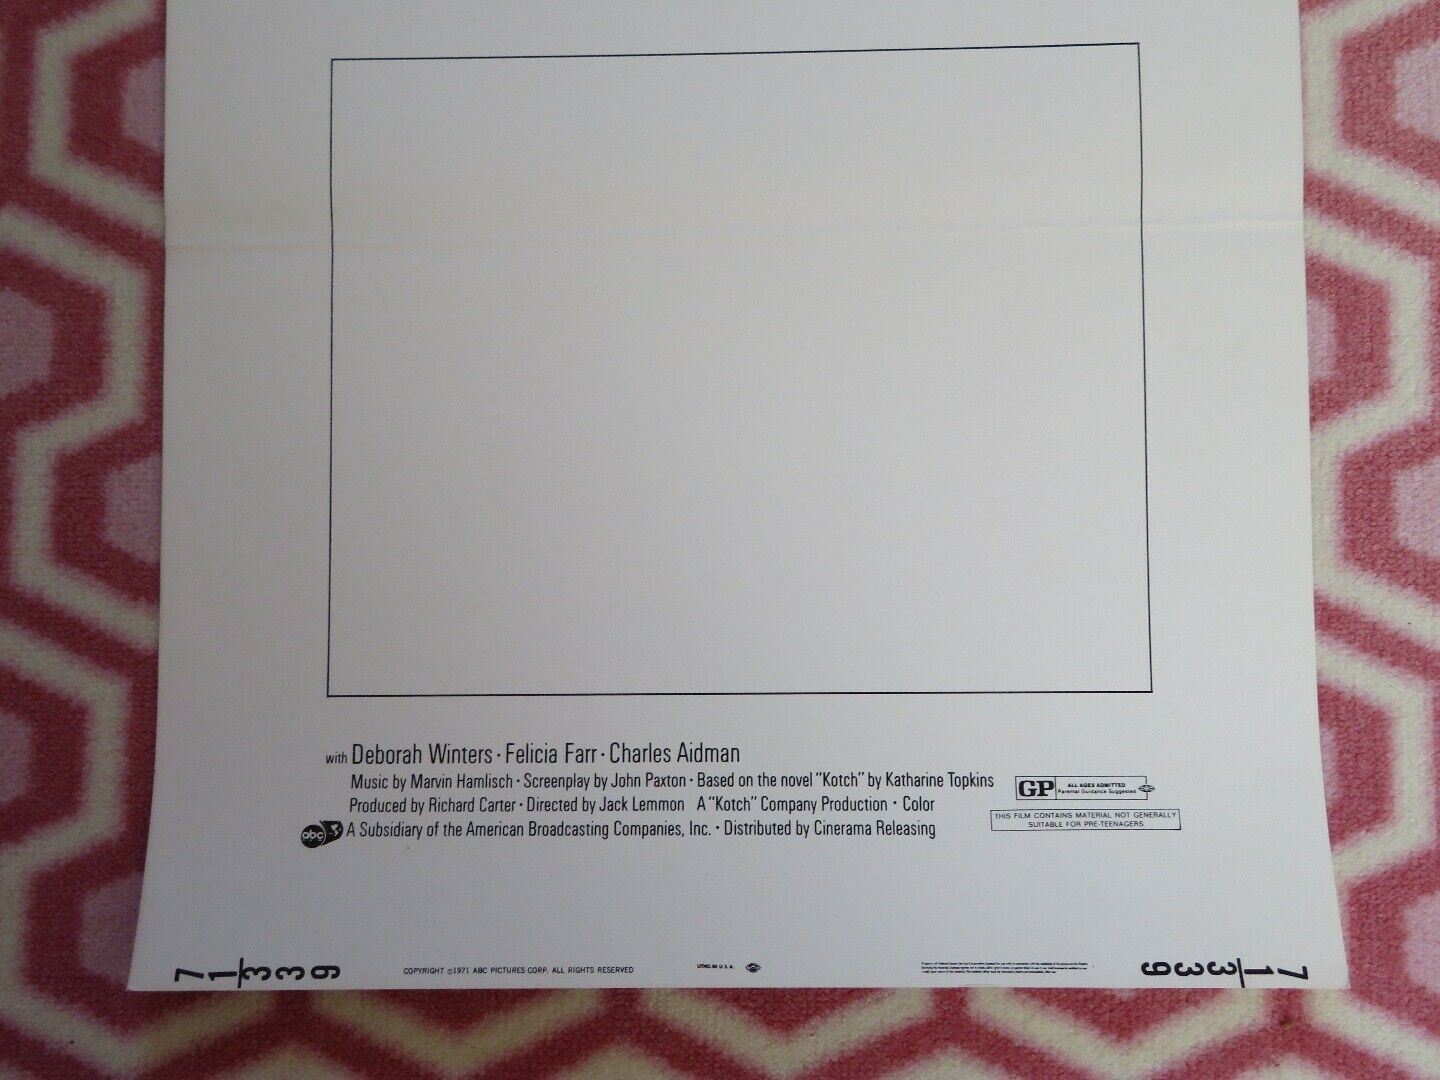 with Deborah Winters · Felicia Farr · Charles Aidman
Music by Marvin Hamlisch · Screenplay by John Paxton · Based on the novel "Kotch" by Katharine Topkins
Produced by Richard Carter · Directed by Jack Lemmon A "Kotch" Company Production · Color
abc A Subsidiary of the American Broadcasting Companies, Inc. · Distributed by Cinerama Releasing
GP ALL AGES ADMITTED
Parental Guidance Suggested
THIS FILM CONTAINS MATERIAL NOT GENERALLY
SUITABLE FOR PRE-TEENAGERS
71/339
COPYRIGHT ©1971 ABC PICTURES CORP. ALL RIGHTS RESERVED
LITHO. IN U.S.A.
71/339